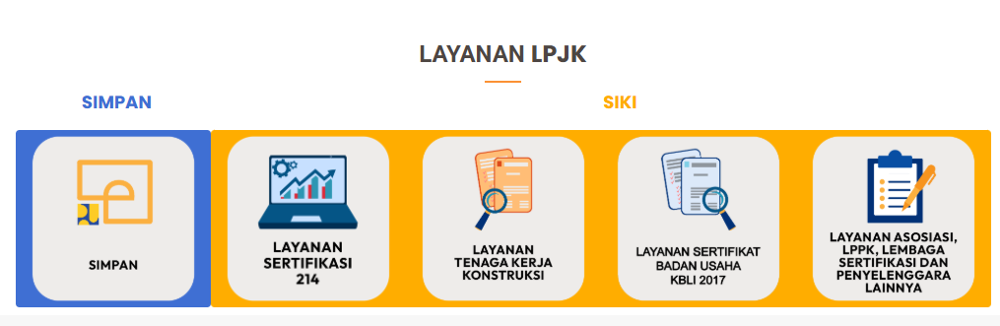 LAYANAN LPJK
SIMPAN
SIKI
SIMPAN
LAYANAN
SERTIFIKASI
214
LAYANAN
TENAGA KERJA
KONSTRUKSI
LAYANAN SERTIFIKAT
BADAN USAHA
KBLI 2017
LAYANAN ASOSIASI,
LPPK, LEMBAGA
SERTIFIKASI DAN
PENYELENGGARA
LAINNYA